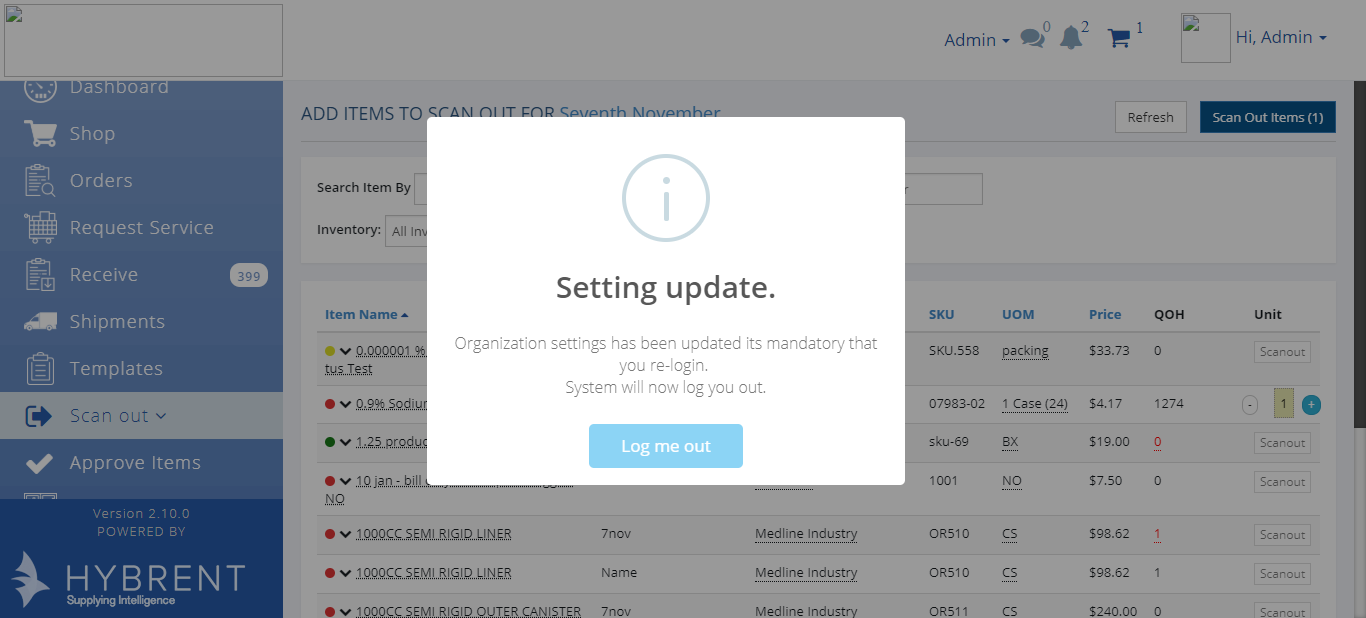 Admin
0
2
1
Hi, Admin
Dashboard
Shop
Orders
Request Service
Receive
399
Shipments
Templates
Scan out
Approve Items
Version 2.10.0
POWERED BY
HYBRENT
Supplying Intelligence
ADD ITEMS TO SCAN OUT FOR Seventh November
Refresh
Scan Out Items (1)
Search Item By
Inventory:
All Inv
i
Setting update.
Organization settings has been updated its mandatory that
you re-login.
System will now log you out.
Log me out
Item Name SKU UOM Price QOH Unit
0.000001 % SKU.558 packing $33.73 0 Scanout
tus Test
0.9% Sodiu 07983-02 1 Case (24) $4.17 1274 - 1 +
1.25 produc sku-69 BX $19.00 0 Scanout
10 jan - bill 1001 NO $7.50 0 Scanout
NO
1000CC SEMI RIGID LINER 7nov Medline Industry OR510 CS $98.62 1 Scanout
1000CC SEMI RIGID LINER Name Medline Industry OR510 CS $98.62 1 Scanout
1000CC SEMI RIGID OUTER CANISTER 7nov Medline Industry OR511 CS $240.00 0 Scanout